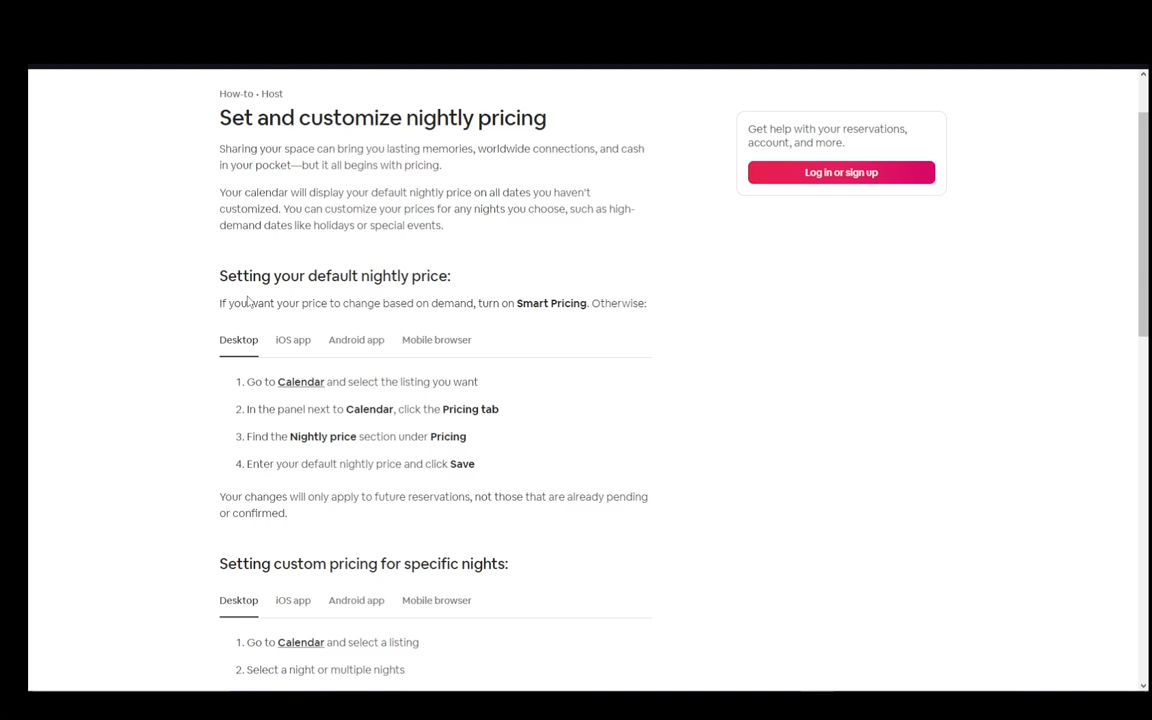 How-to • Host
Set and customize nightly pricing
Sharing your space can bring you lasting memories, worldwide connections, and cash
in your pocket—but it all begins with pricing.
Your calendar will display your default nightly price on all dates you haven't
customized. You can customize your prices for any nights you choose, such as high-
demand dates like holidays or special events.
Get help with your reservations,
account, and more.
Log in or sign up
Setting your default nightly price:
If you want your price to change based on demand, turn on Smart Pricing. Otherwise:
Desktop iOS app Android app Mobile browser
1. Go to Calendar and select the listing you want
2. In the panel next to Calendar, click the Pricing tab
3. Find the Nightly price section under Pricing
4. Enter your default nightly price and click Save
Your changes will only apply to future reservations, not those that are already pending
or confirmed.
Setting custom pricing for specific nights:
Desktop iOS app Android app Mobile browser
1. Go to Calendar and select a listing
2. Select a night or multiple nights